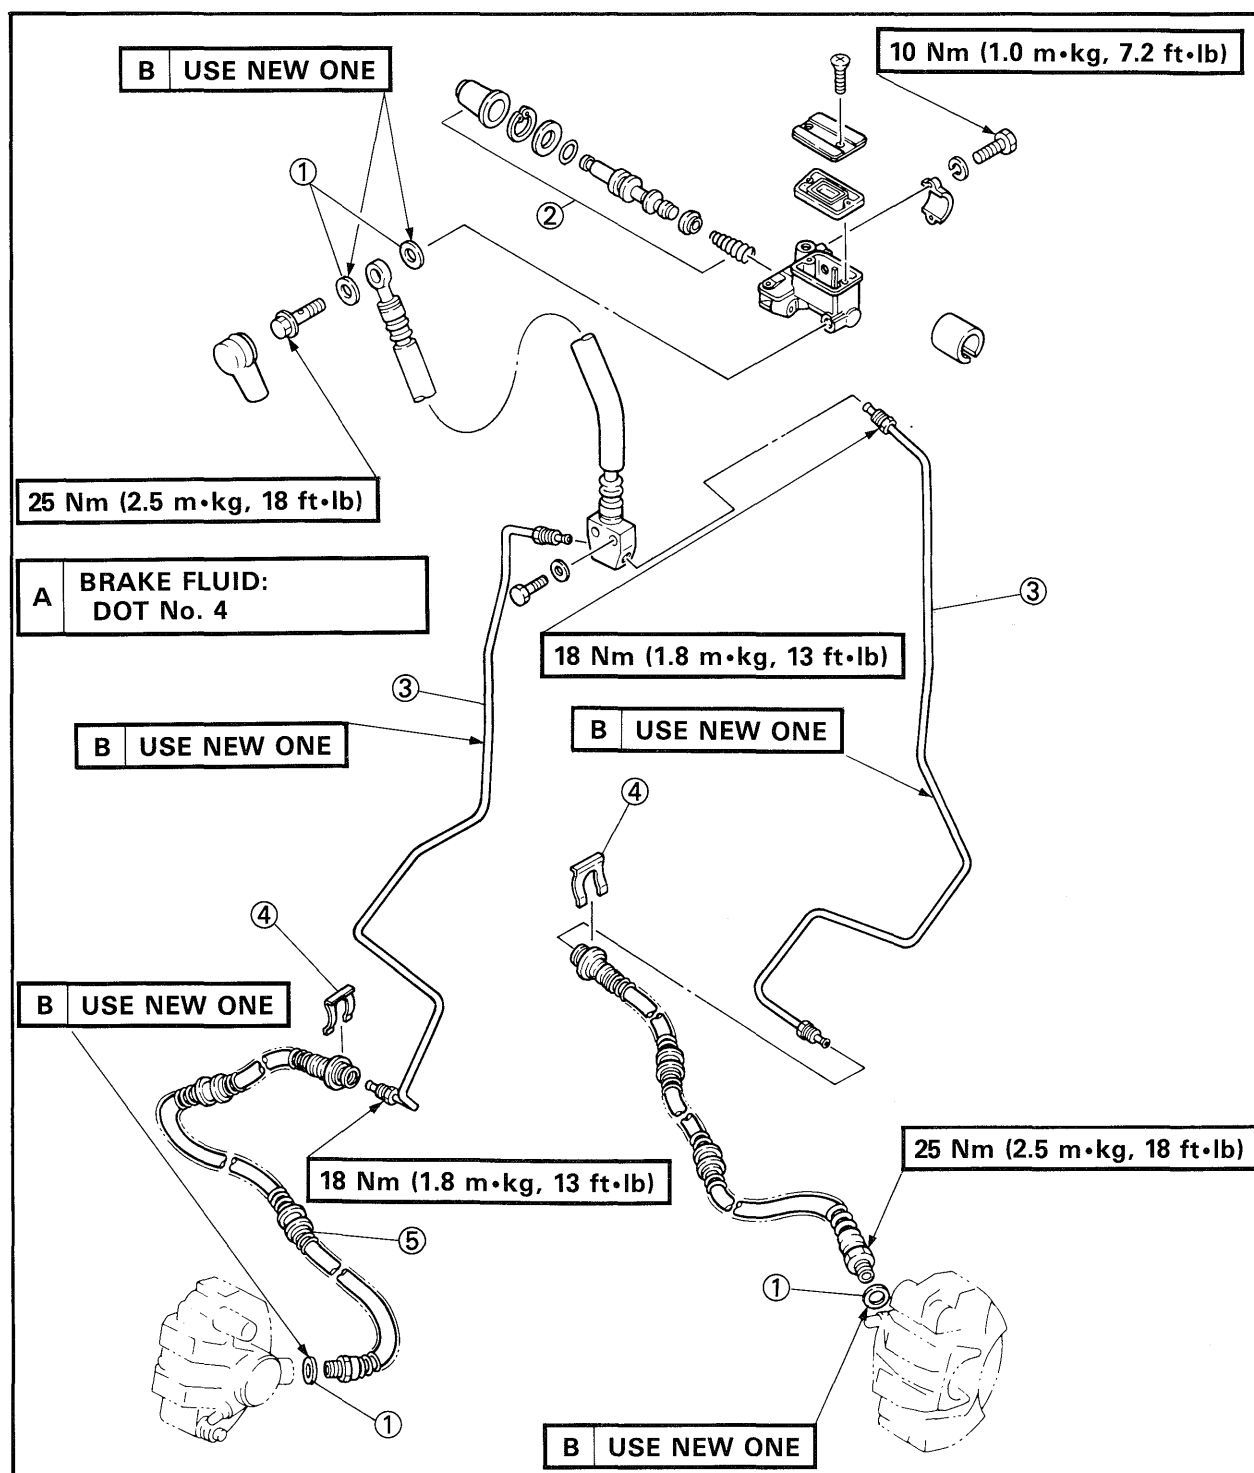 B USE NEW ONE
10 Nm (1.0 m•kg, 7.2 ft•lb)
①
②
25 Nm (2.5 m•kg, 18 ft•lb)
A BRAKE FLUID:
DOT No. 4
③
18 Nm (1.8 m•kg, 13 ft•lb)
③
B USE NEW ONE
B USE NEW ONE
④
④
B USE NEW ONE
25 Nm (2.5 m•kg, 18 ft•lb)
18 Nm (1.8 m•kg, 13 ft•lb)
⑤
①
①
B USE NEW ONE